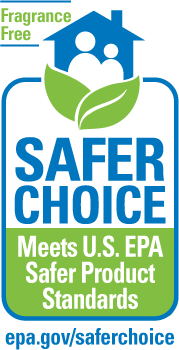 Fragrance
Free
SAFER
CHOICE
Meets U.S. EPA
Safer Product
Standards
epa.gov/saferchoice